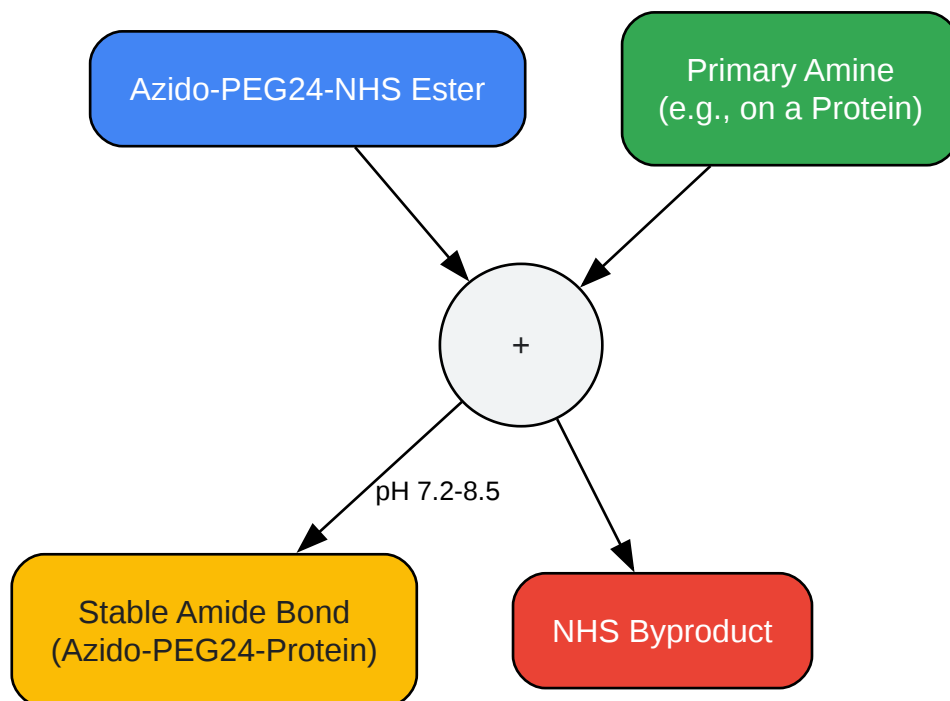 Azido-PEG24-NHS Ester
Primary Amine
(e.g., on a Protein)
+
pH 7.2-8.5
Stable Amide Bond
(Azido-PEG24-Protein)
NHS Byproduct